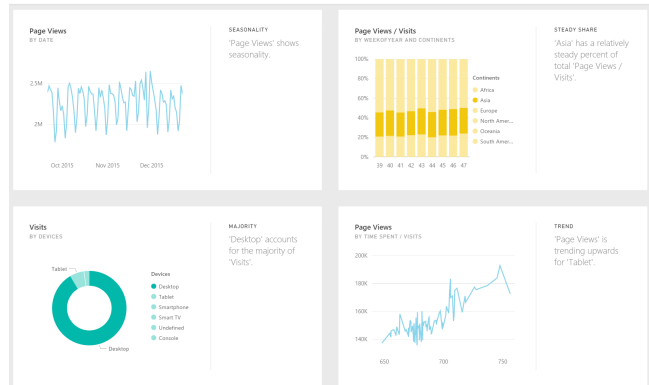 Page Views
BY DATE
2.5M
2M
Oct 2015 Nov 2015 Dec 2015
SEASONALITY
'Page Views' shows
seasonality.
Page Views / Visits
BY WEEKOFYEAR AND CONTINENTS
100%
80%
60%
40%
20%
0%
39 40 41 42 43 44 45 46 47
Continents
Africa
Asia
Europe
North Amer...
Oceania
South Amer...
STEADY SHARE
'Asia' has a relatively
steady percent of
total 'Page Views /
Visits'.
Visits
BY DEVICES
Tablet
Desktop
Devices
Desktop
Tablet
Smartphone
Smart TV
Undefined
Console
MAJORITY
'Desktop' accounts
for the majority of
'Visits'.
Page Views
BY TIME SPENT / VISITS
200K
180K
160K
140K
650 700 750
TREND
'Page Views' is
trending upwards
for 'Tablet'.